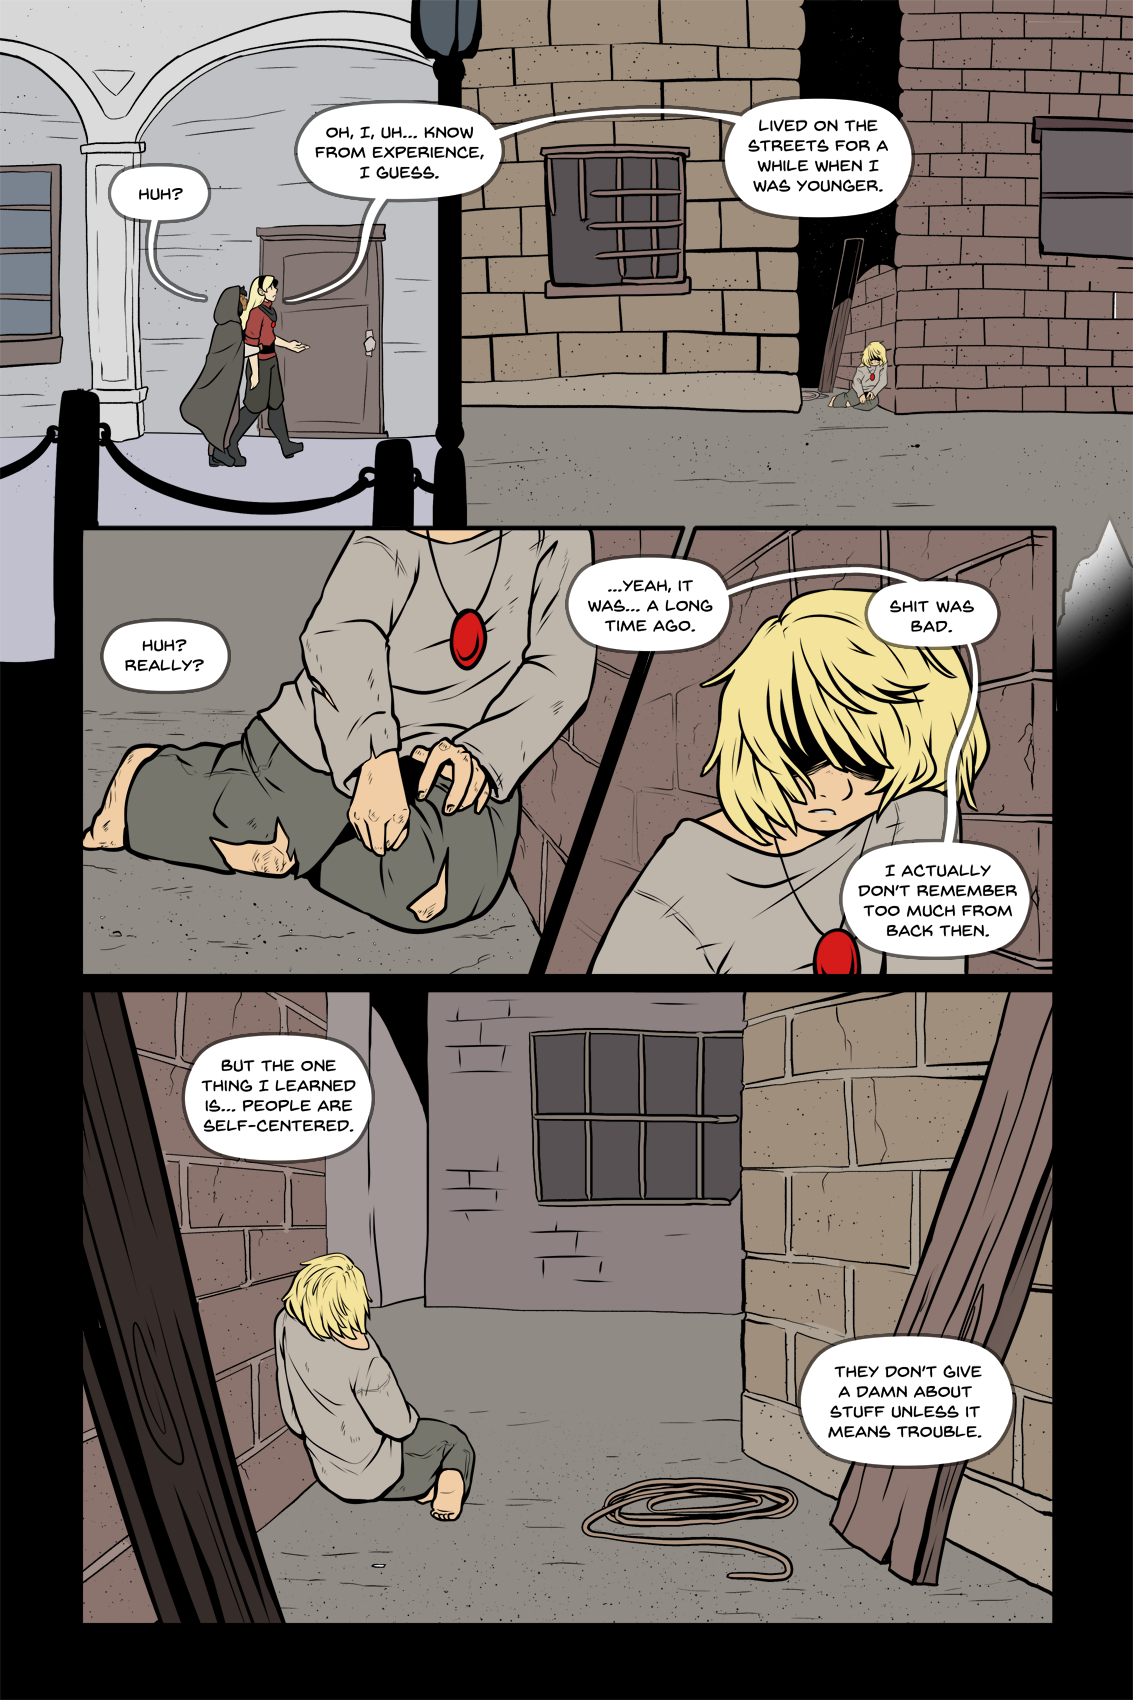 HUH?
OH, I, UH... KNOW
FROM EXPERIENCE,
I GUESS.
LIVED ON THE
STREETS FOR A
WHILE WHEN I
WAS YOUNGER.
HUH?
REALLY?
...YEAH, IT
WAS... A LONG
TIME AGO.
SHIT WAS
BAD.
I ACTUALLY
DON'T REMEMBER
TOO MUCH FROM
BACK THEN.
BUT THE ONE
THING I LEARNED
IS... PEOPLE ARE
SELF-CENTERED.
THEY DON'T GIVE
A DAMN ABOUT
STUFF UNLESS IT
MEANS TROUBLE.